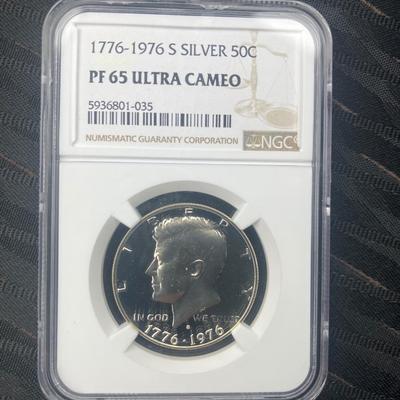 1776-1976 S SILVER 50C
PF 65 ULTRA CAMEO
5936801-035
NUMISMATIC GUARANTY CORPORATION
NGC
LIBERTY
IN GOD WE TRUST
1776·1976